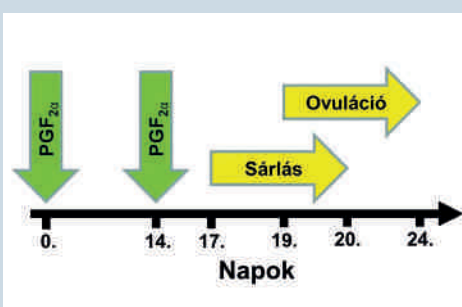 PGF2α
PGF2α
Ovuláció
Sárlás
0. 14. 17. 19. 20. 24.
Napok